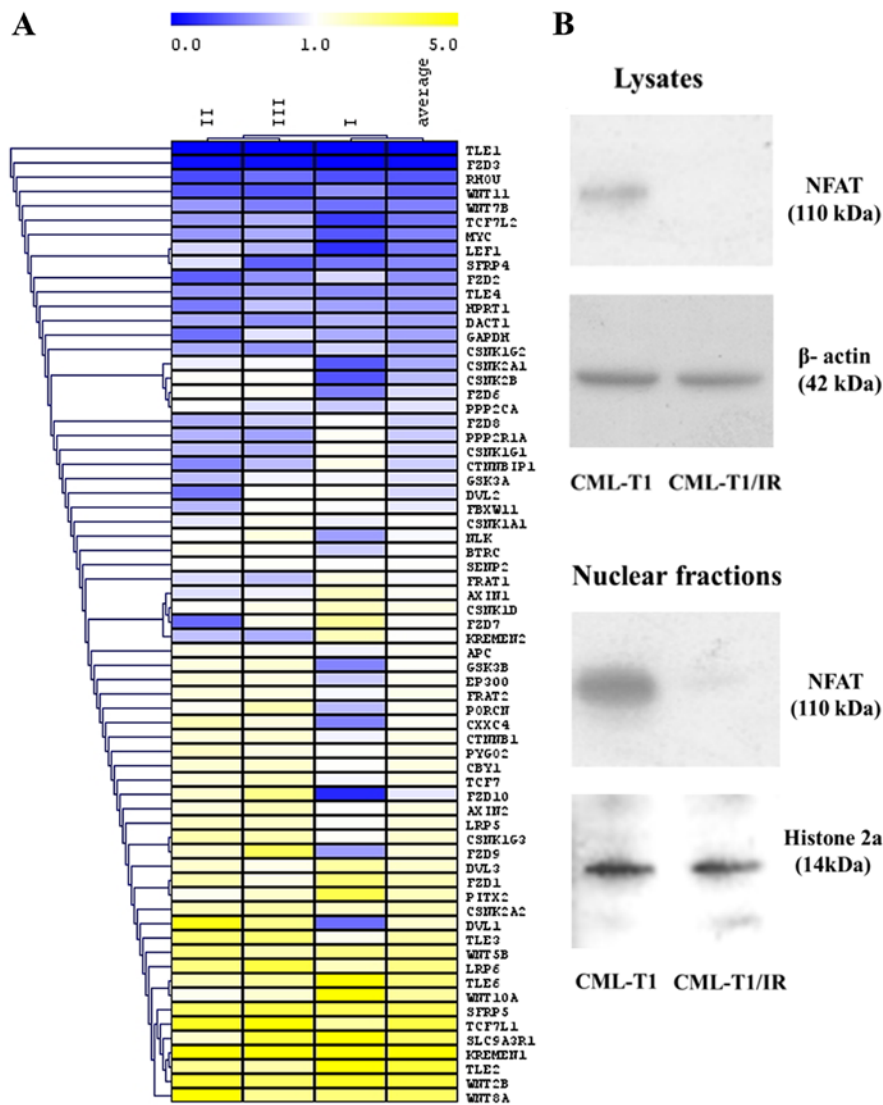 A
0.0 1.0 5.0
II III I average
TLE1
FZD3
RHOU
WNT11
WNT7B
TCF7L2
MYC
LEF1
SFRP4
FZD2
TLE4
HPRT1
DACT1
GAPDH
CSNK1G2
CSNK2A1
CSNK2B
FZD6
PPP2CA
FZD8
PPP2R1A
CSNK1G1
CTNNBIP1
GSK3A
DVL2
FBXW11
CSNK1A1
NLK
BTRC
SENP2
FRAT1
AXIN1
CSNK1D
FZD7
KREMEN2
APC
GSK3B
EP300
FRAT2
PORCN
CXXC4
CTNNB1
PYGO2
CBY1
TCF7
FZD10
AXIN2
LRP5
CSNK1G3
FZD9
DVL3
FZD1
PITX2
CSNK2A2
DVL1
TLE3
WNT5B
LRP6
TLE6
WNT10A
SFRP5
TCF7L1
SLC9A3R1
KREMEN1
TLE2
WNT2B
WNT8A
B
Lysates
NFAT
(110 kDa)
β- actin
(42 kDa)
CML-T1 CML-T1/IR
Nuclear fractions
NFAT
(110 kDa)
Histone 2a
(14kDa)
CML-T1 CML-T1/IR